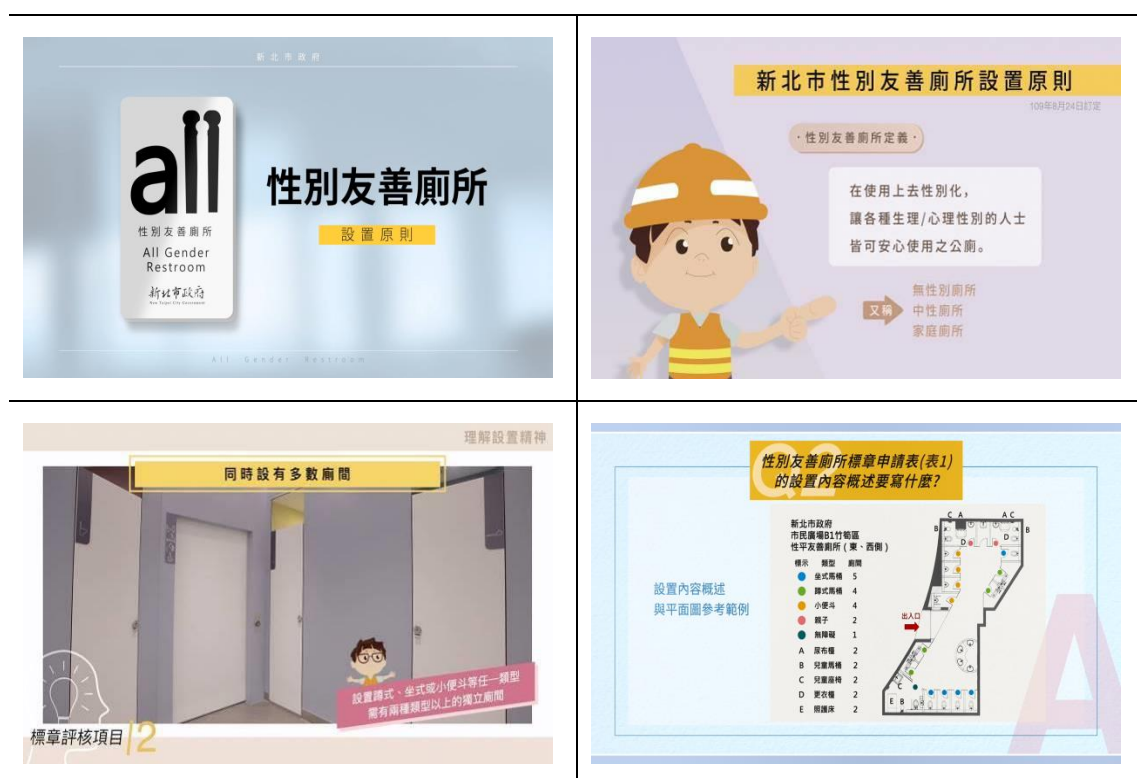 新北市政府
all
性別友善廁所
All Gender
Restroom
新北市政府
New Taipei City Government
性別友善廁所
設置原則
All Gender Restroom
新北市性別友善廁所設置原則
109年8月24日訂定
·性別友善廁所定義·
在使用上去性別化，
讓各種生理/心理性別的人士
皆可安心使用之公廁。
又稱
無性別廁所
中性廁所
家庭廁所
理解設置精神
同時設有多數廁間
設置蹲式、坐式或小便斗等任一類型
需有兩種類型以上的獨立廁間
標章評核項目/2
Q2
性別友善廁所標章申請表(表1)
的設置內容概述要寫什麼?
設置內容概述
與平面圖參考範例
新北市政府
市民廣場B1竹筍區
性平友善廁所(東、西側)
標示 類型 廁間
坐式馬桶 5
蹲式馬桶 4
小便斗 4
親子 2
無障礙 1
A 尿布檯 2
B 兒童馬桶 2
C 兒童座椅 2
D 更衣檯 2
E 照護床 2
C A A C
B B
D D
出入口
C
E B
A